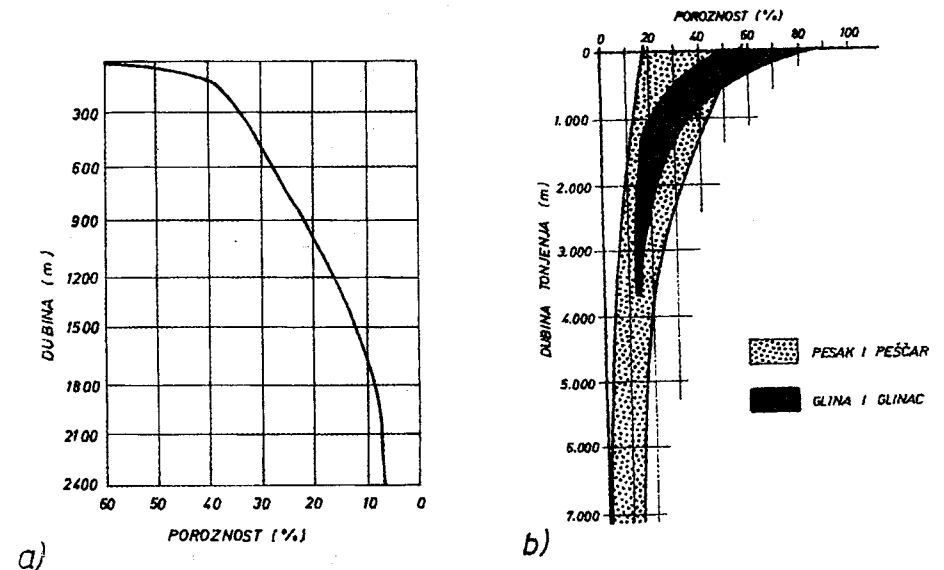 DUBINA (m)
300
600
900
1200
1500
1800
2100
2400
60 50 40 30 20 10 0
POROZNOST (%)
a)
POROZNOST (%)
0 20 40 60 80 100
DUBINA TONJENJA (m)
0
1.000
2.000
3.000
4.000
5.000
6.000
7.000
PESAK I PEŠČAR
GLINA I GLINAC
b)